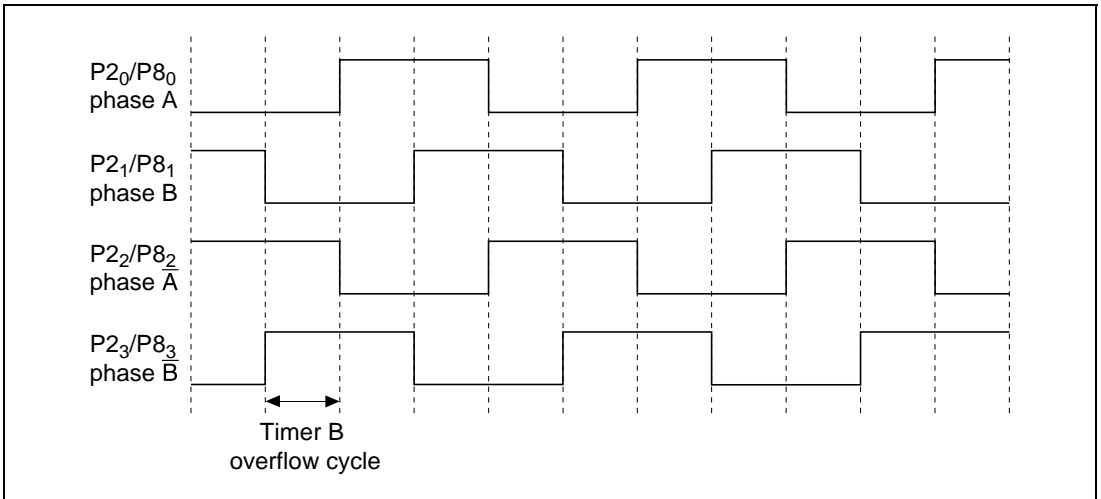 P2₀/P8₀
phase A
P2₁/P8₁
phase B
P2₂/P8₂
phase A̅
P2₃/P8₃
phase B̅
Timer B
overflow cycle